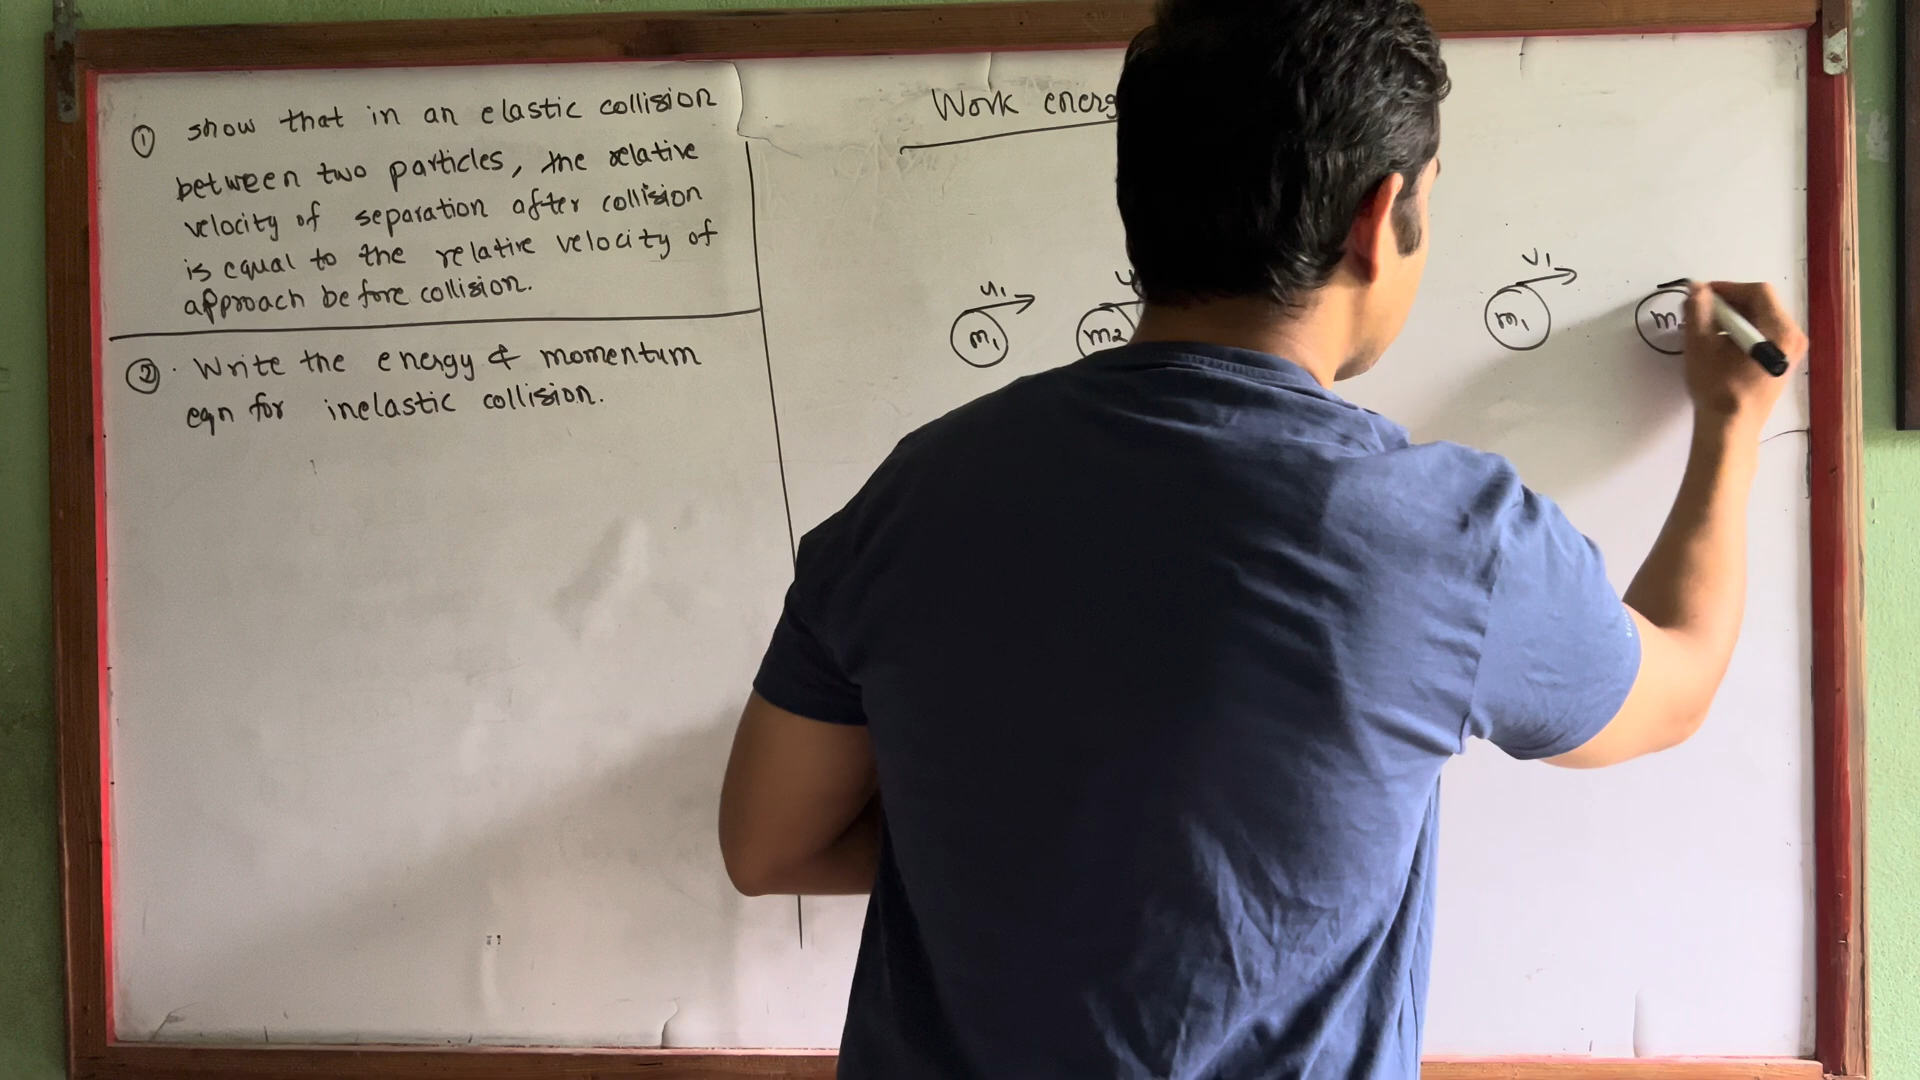 ① show that in an elastic collision
between two particles, the relative
velocity of separation after collision
is equal to the relative velocity of
approach before collision.
② . Write the energy & momentum
eqn for inelastic collision.
Work
u₁
m₁
m₂
v₁
m₁